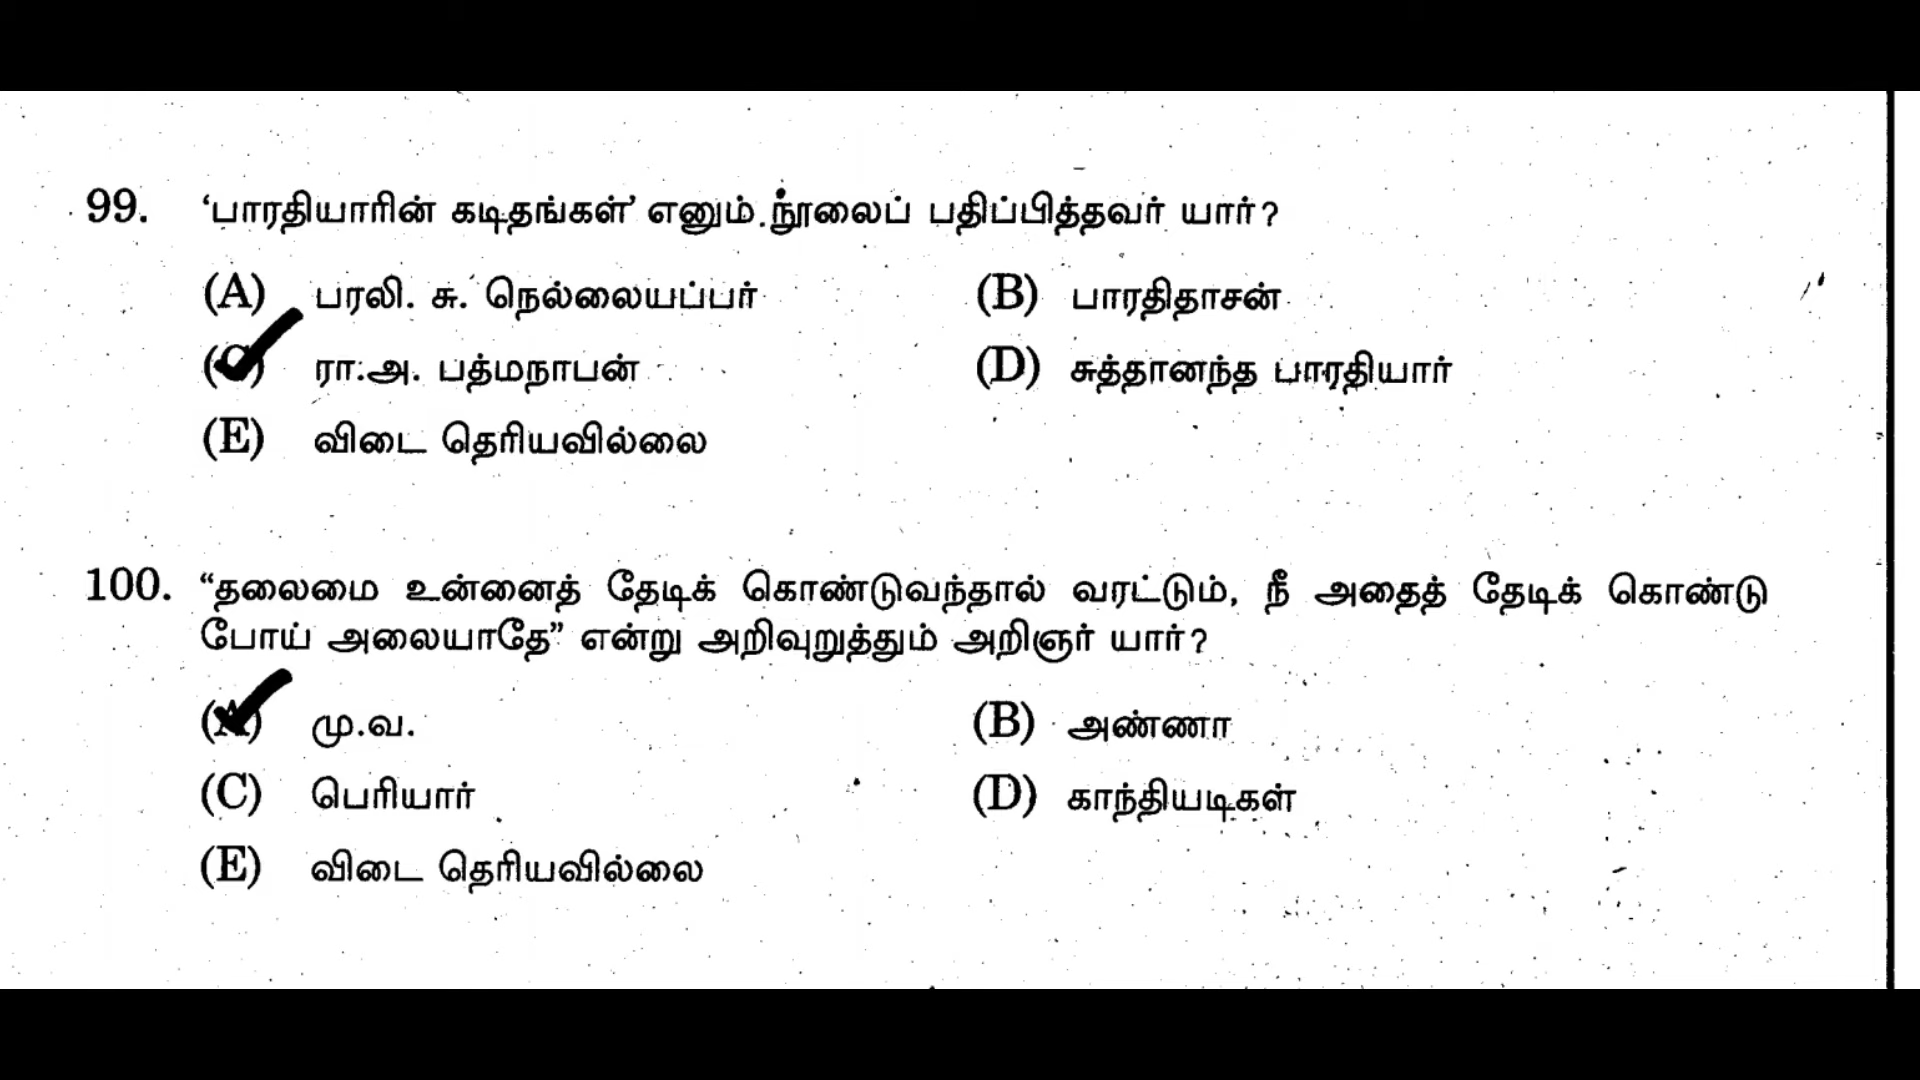 99. ‘பாரதியாரின் கடிதங்கள்’ எனும் நூலைப் பதிப்பித்தவர் யார்?
(A) பரலி. சு. நெல்லையப்பர் (B) பாரதிதாசன்
(C) ரா.அ. பத்மநாபன் (D) சுத்தானந்த பாரதியார்
(E) விடை தெரியவில்லை
100. “தலைமை உன்னைத் தேடிக் கொண்டுவந்தால் வரட்டும், நீ அதைத் தேடிக் கொண்டு
போய் அலையாதே” என்று அறிவுறுத்தும் அறிஞர் யார்?
(A) மு.வ. (B) அண்ணா
(C) பெரியார் (D) காந்தியடிகள்
(E) விடை தெரியவில்லை